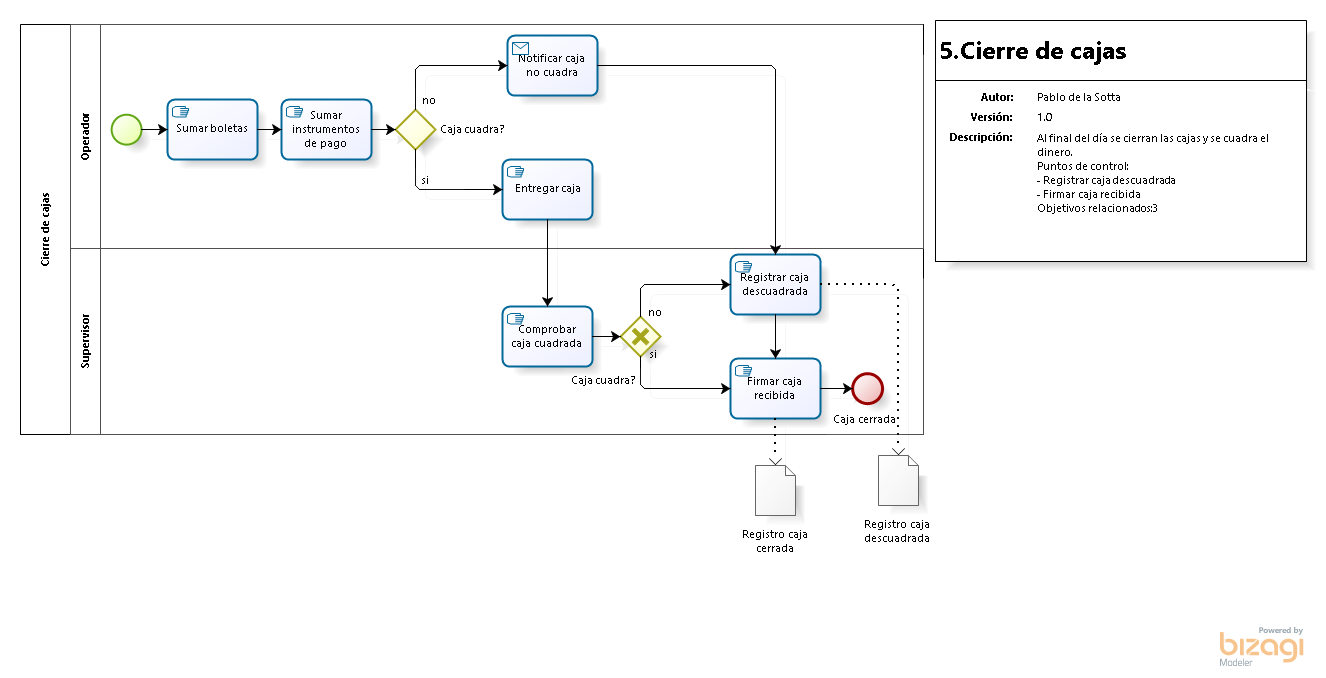 Cierre de cajas
Operador
Sumar boletas
Sumar
instrumentos
de pago
no
Caja cuadra?
si
Notificar caja
no cuadra
Entregar caja
Supervisor
Comprobar
caja cuadrada
no
si
Caja cuadra?
Registrar caja
descuadrada
Firmar caja
recibida
Caja cerrada
Registro caja
cerrada
Registro caja
descuadrada
5.Cierre de cajas
Autor: Pablo de la Sotta
Versión: 1.0
Descripción: Al final del día se cierran las cajas y se cuadra el
dinero.
Puntos de control:
- Registrar caja descuadrada
- Firmar caja recibida
Objetivos relacionados:3
Powered by
bizagi
Modeler